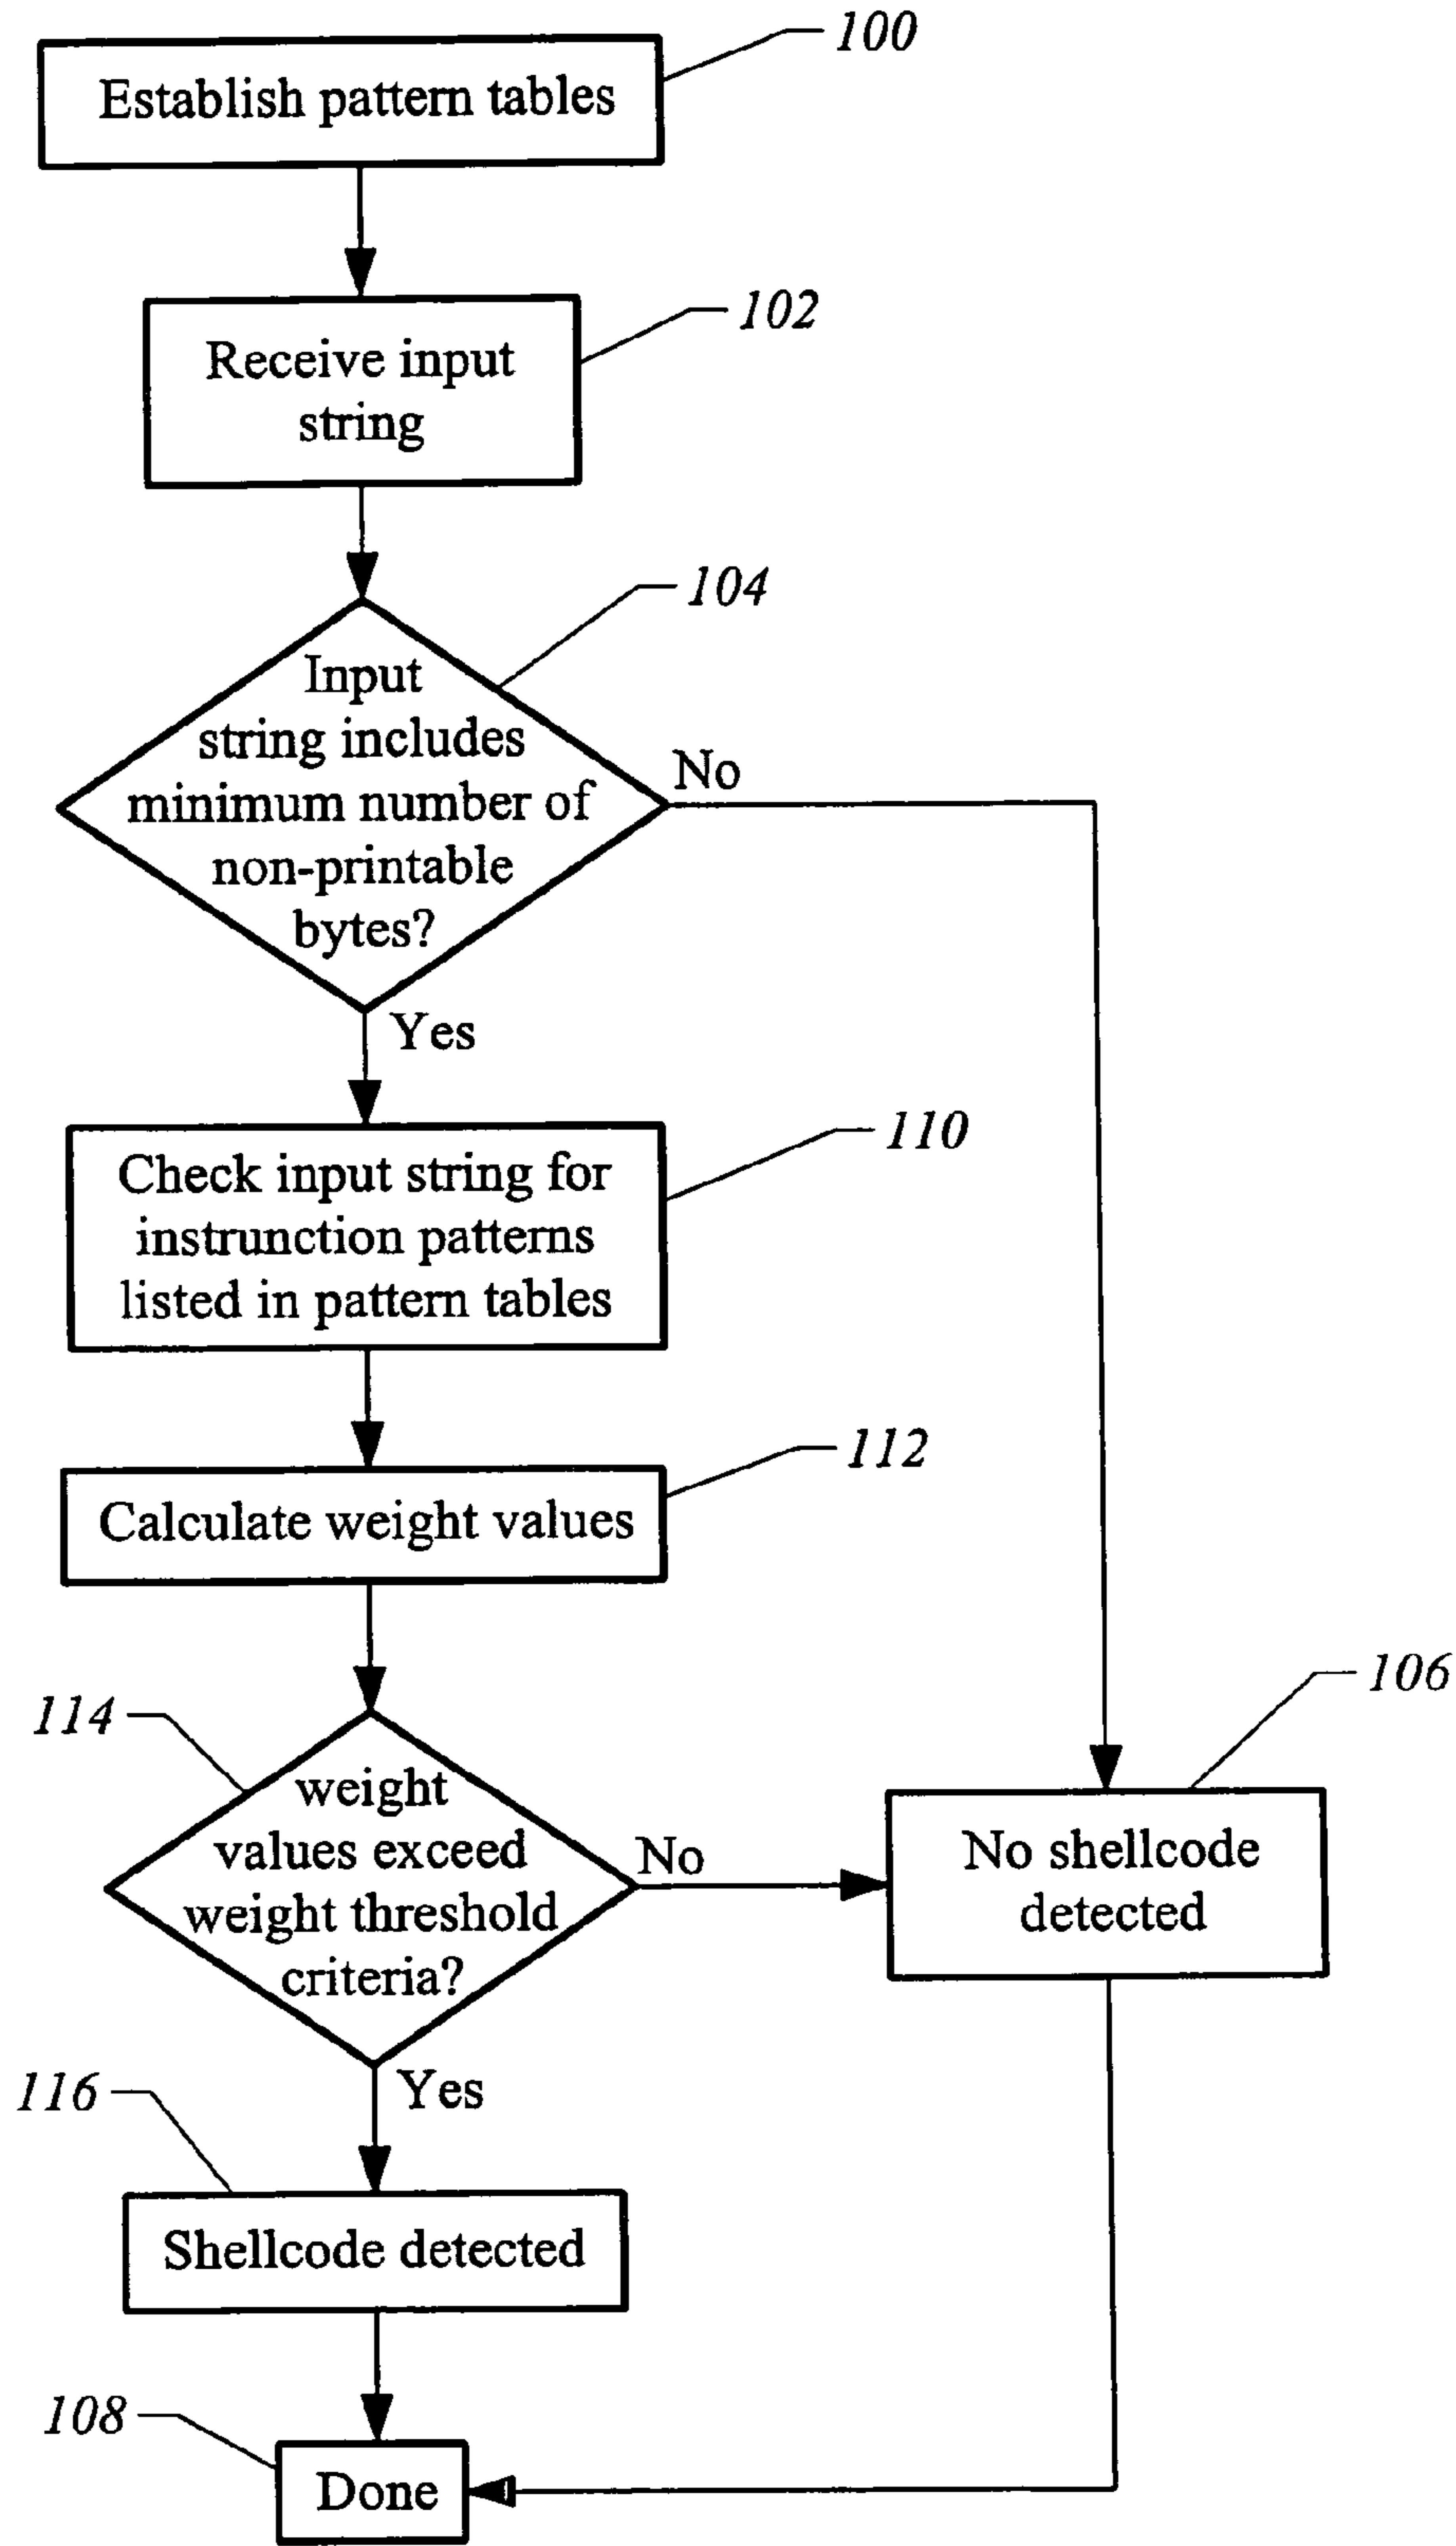 100
Establish pattern tables
102
Receive input
string
104
Input
string includes
minimum number of
non-printable
bytes?
No
Yes
110
Check input string for
instrunction patterns
listed in pattern tables
112
Calculate weight values
114
weight
values exceed
weight threshold
criteria?
No
106
No shellcode
detected
Yes
116
Shellcode detected
108
Done